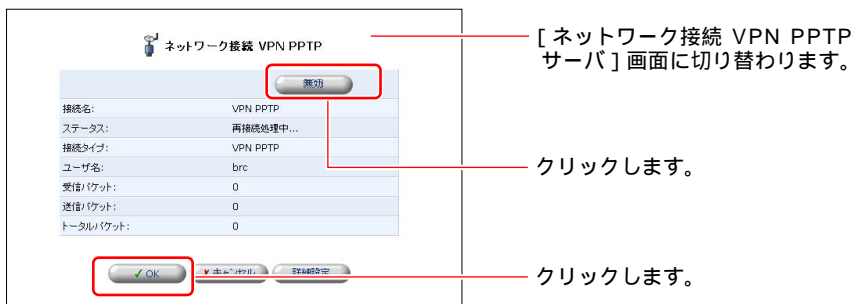 ネットワーク接続 VPN PPTP
[ ネットワーク接続 VPN PPTP
サーバ ] 画面に切り替わります。
無効
接続名: VPN PPTP
ステータス: 再接続処理中...
接続タイプ: VPN PPTP
クリックします。
ユーザ名: brc
受信パケット: 0
送信パケット: 0
トータルパケット: 0
✓ OK
X キャンセル
詳細設定
クリックします。